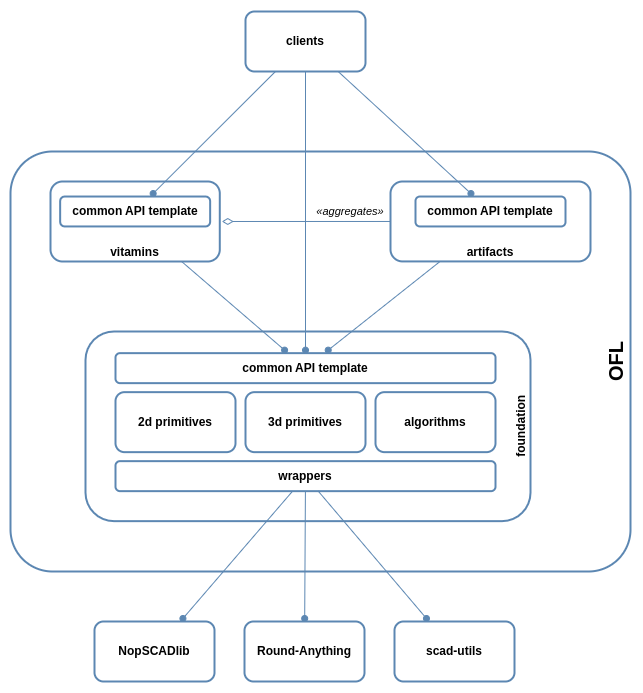 clients
«aggregates»
common API template
common API template
vitamins
artifacts
OFL
common API template
2d primitives
3d primitives
algorithms
foundation
wrappers
NopSCADlib
Round-Anything
scad-utils